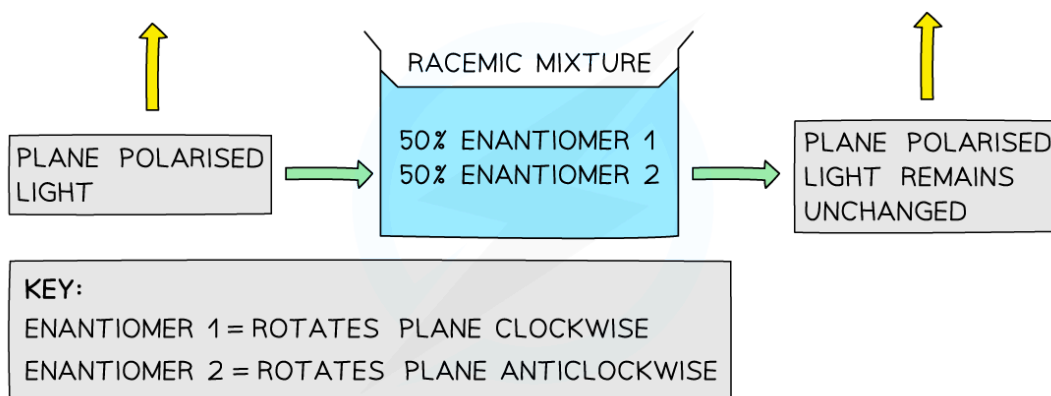 RACEMIC MIXTURE
PLANE POLARISED
LIGHT
50% ENANTIOMER 1
50% ENANTIOMER 2
PLANE POLARISED
LIGHT REMAINS
UNCHANGED
KEY:
ENANTIOMER 1 = ROTATES PLANE CLOCKWISE
ENANTIOMER 2 = ROTATES PLANE ANTICLOCKWISE